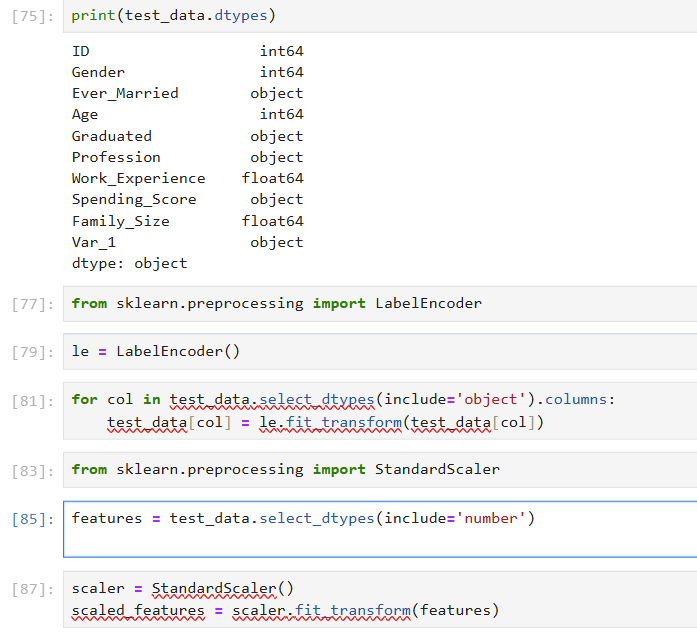 [75]: print(test_data.dtypes)
ID int64
Gender int64
Ever_Married object
Age int64
Graduated object
Profession object
Work_Experience float64
Spending_Score object
Family_Size float64
Var_1 object
dtype: object
[77]: from sklearn.preprocessing import LabelEncoder
[79]: le = LabelEncoder()
[81]: for col in test_data.select_dtypes(include='object').columns:
test_data[col] = le.fit_transform(test_data[col])
[83]: from sklearn.preprocessing import StandardScaler
[85]: features = test_data.select_dtypes(include='number')
[87]: scaler = StandardScaler()
scaled_features = scaler.fit_transform(features)